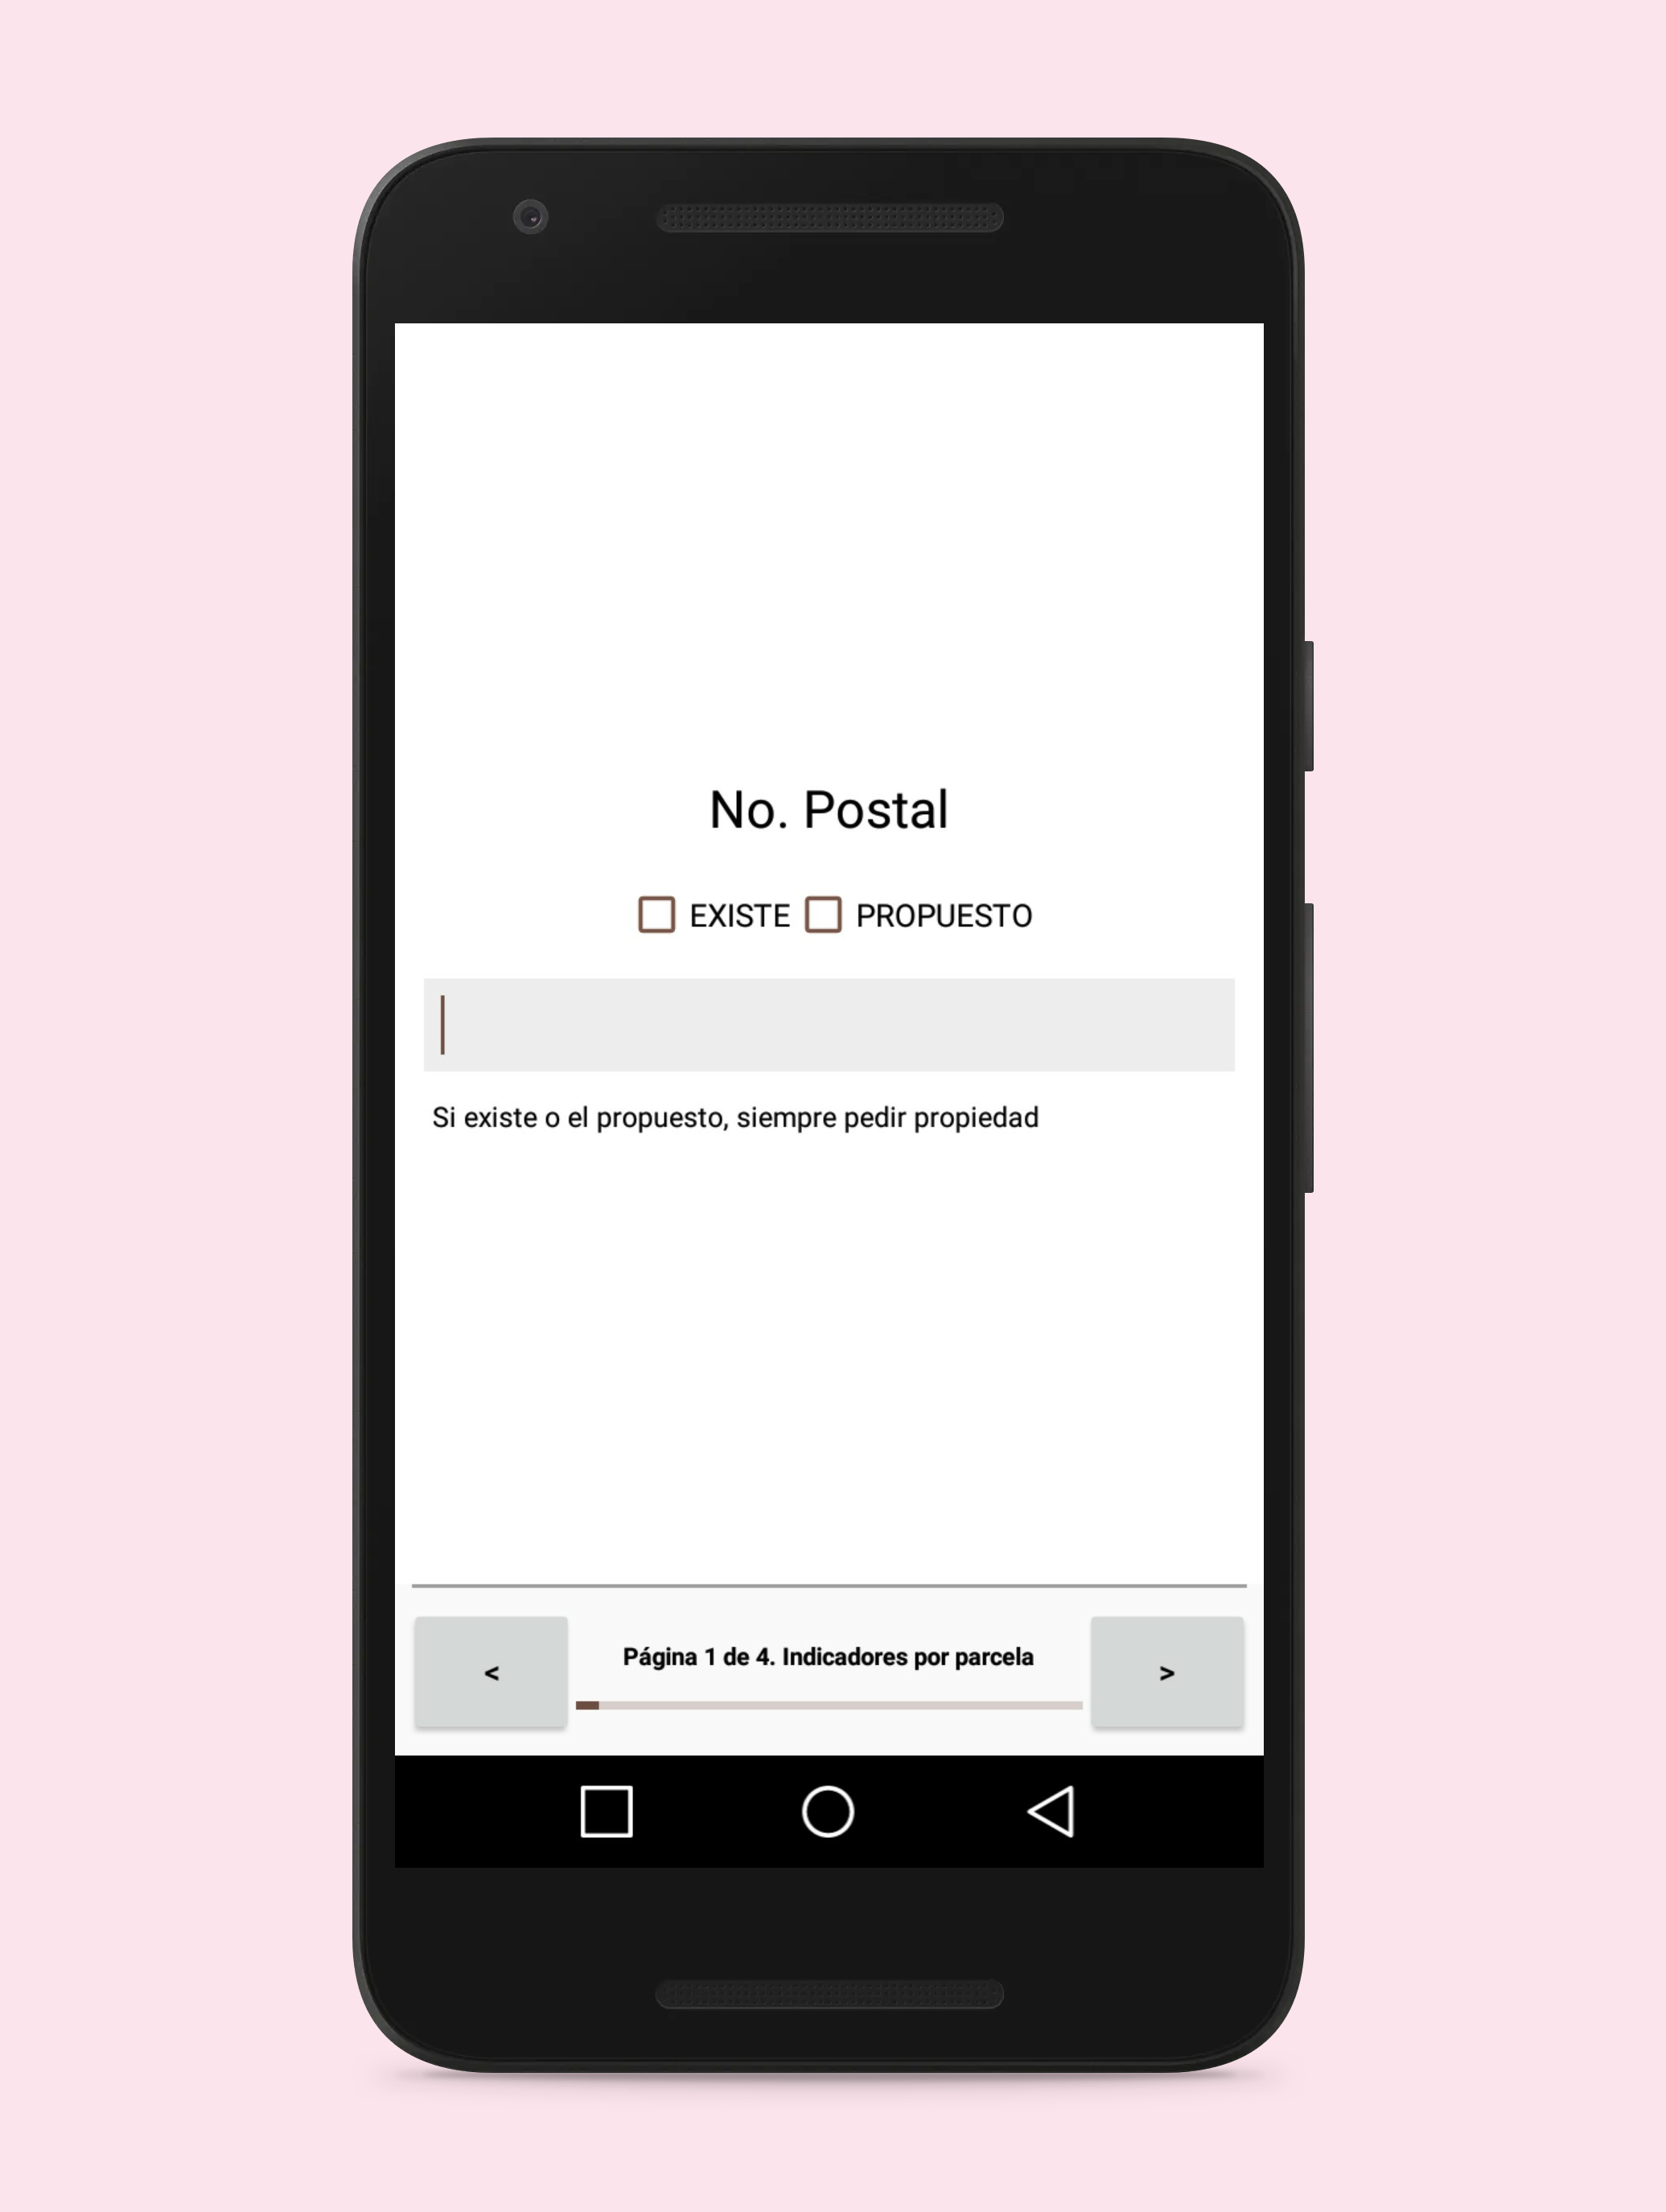 No. Postal
EXISTE PROPUESTO
Si existe o el propuesto, siempre pedir propiedad
Página 1 de 4. Indicadores por parcela
< >